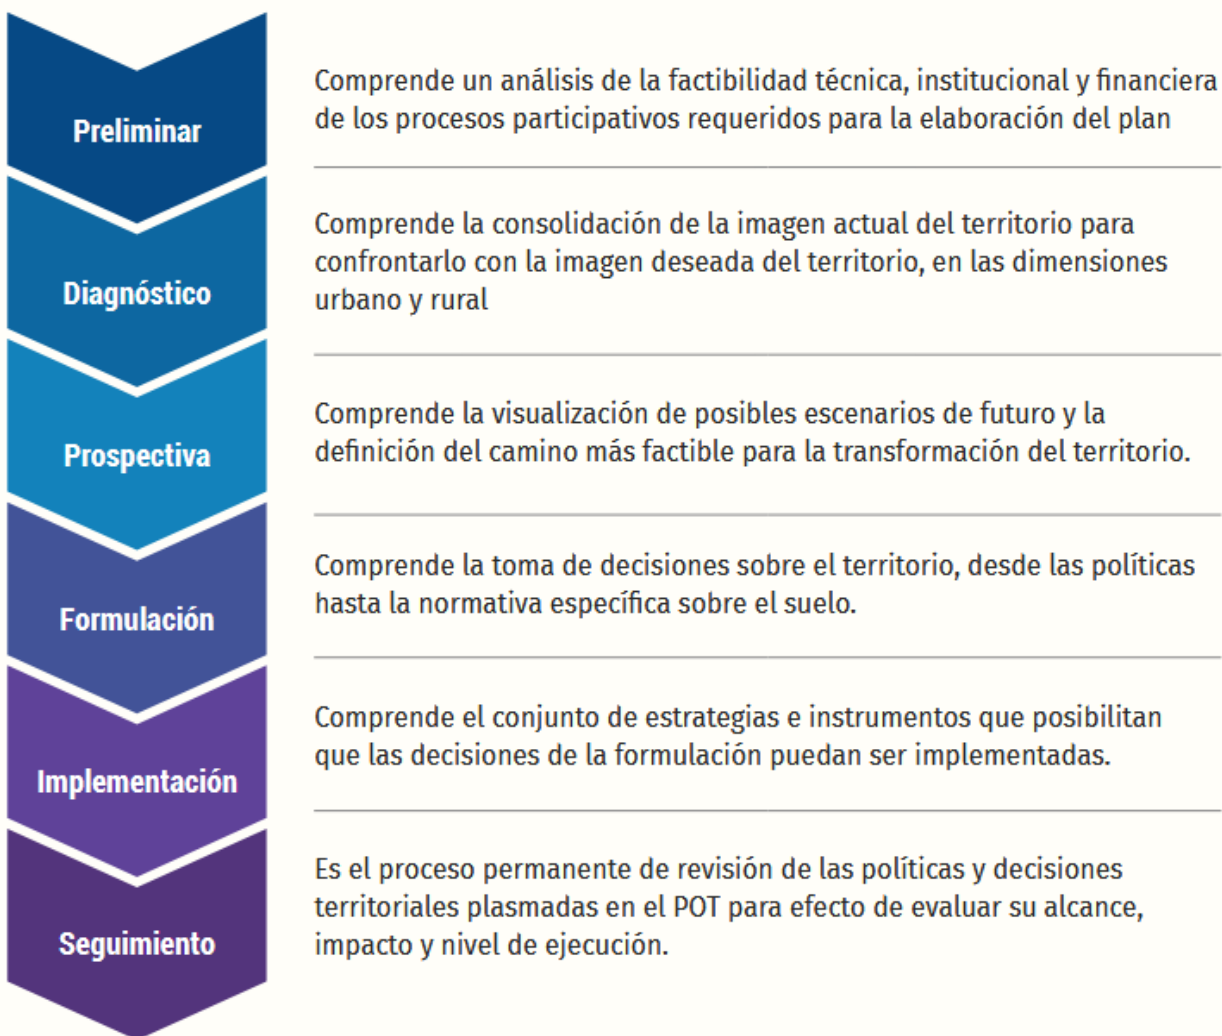 Preliminar
Comprende un análisis de la factibilidad técnica, institucional y financiera
de los procesos participativos requeridos para la elaboración del plan
Diagnóstico
Comprende la consolidación de la imagen actual del territorio para
confrontarlo con la imagen deseada del territorio, en las dimensiones
urbano y rural
Prospectiva
Comprende la visualización de posibles escenarios de futuro y la
definición del camino más factible para la transformación del territorio.
Formulación
Comprende la toma de decisiones sobre el territorio, desde las políticas
hasta la normativa específica sobre el suelo.
Implementación
Comprende el conjunto de estrategias e instrumentos que posibilitan
que las decisiones de la formulación puedan ser implementadas.
Seguimiento
Es el proceso permanente de revisión de las políticas y decisiones
territoriales plasmadas en el POT para efecto de evaluar su alcance,
impacto y nivel de ejecución.